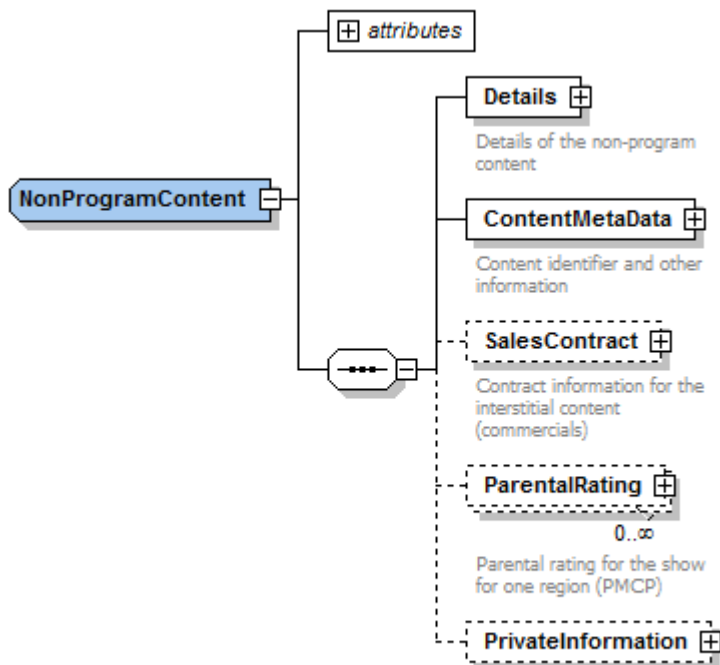 attributes
Details
Details of the non-program
content
NonProgramContent
ContentMetaData
Content identifier and other
information
SalesContract
Contract information for the
interstitial content
(commercials)
ParentalRating
0..∞
Parental rating for the show
for one region (PMCP)
PrivateInformation